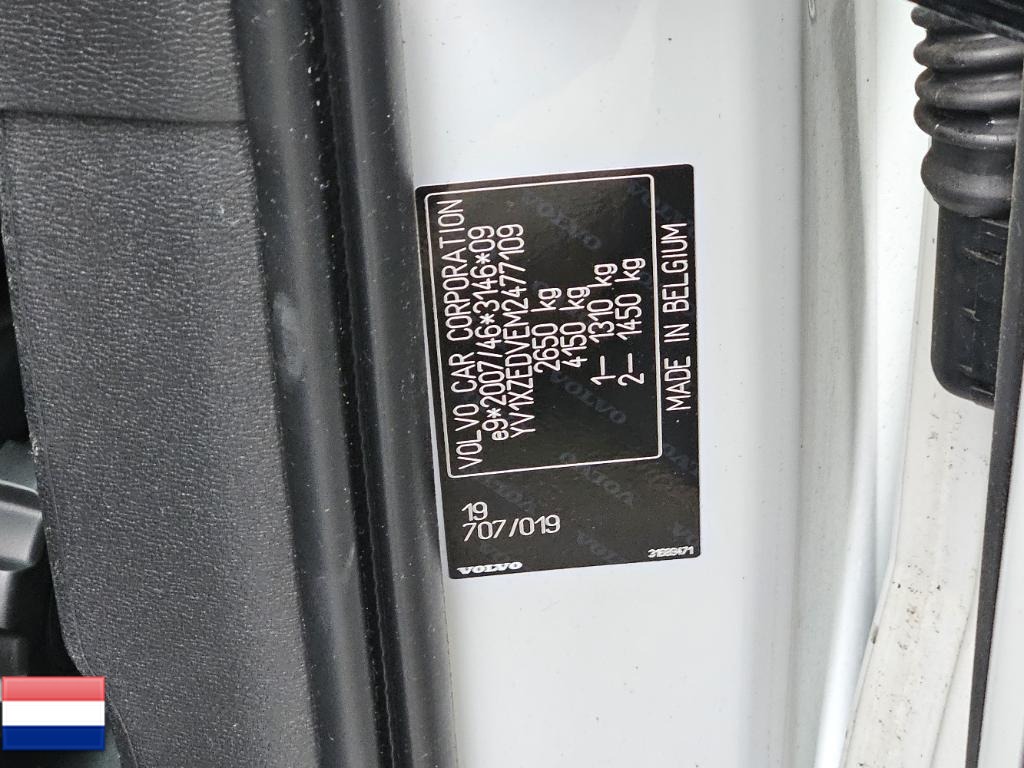 VOLVO CAR CORPORATION
e9*2007/46*3146*09
YV1XZEDVEM2477109
2650 kg
4150 kg
1– 1310 kg
2– 1450 kg
MADE IN BELGIUM
19
707/019
VOLVO
31689471